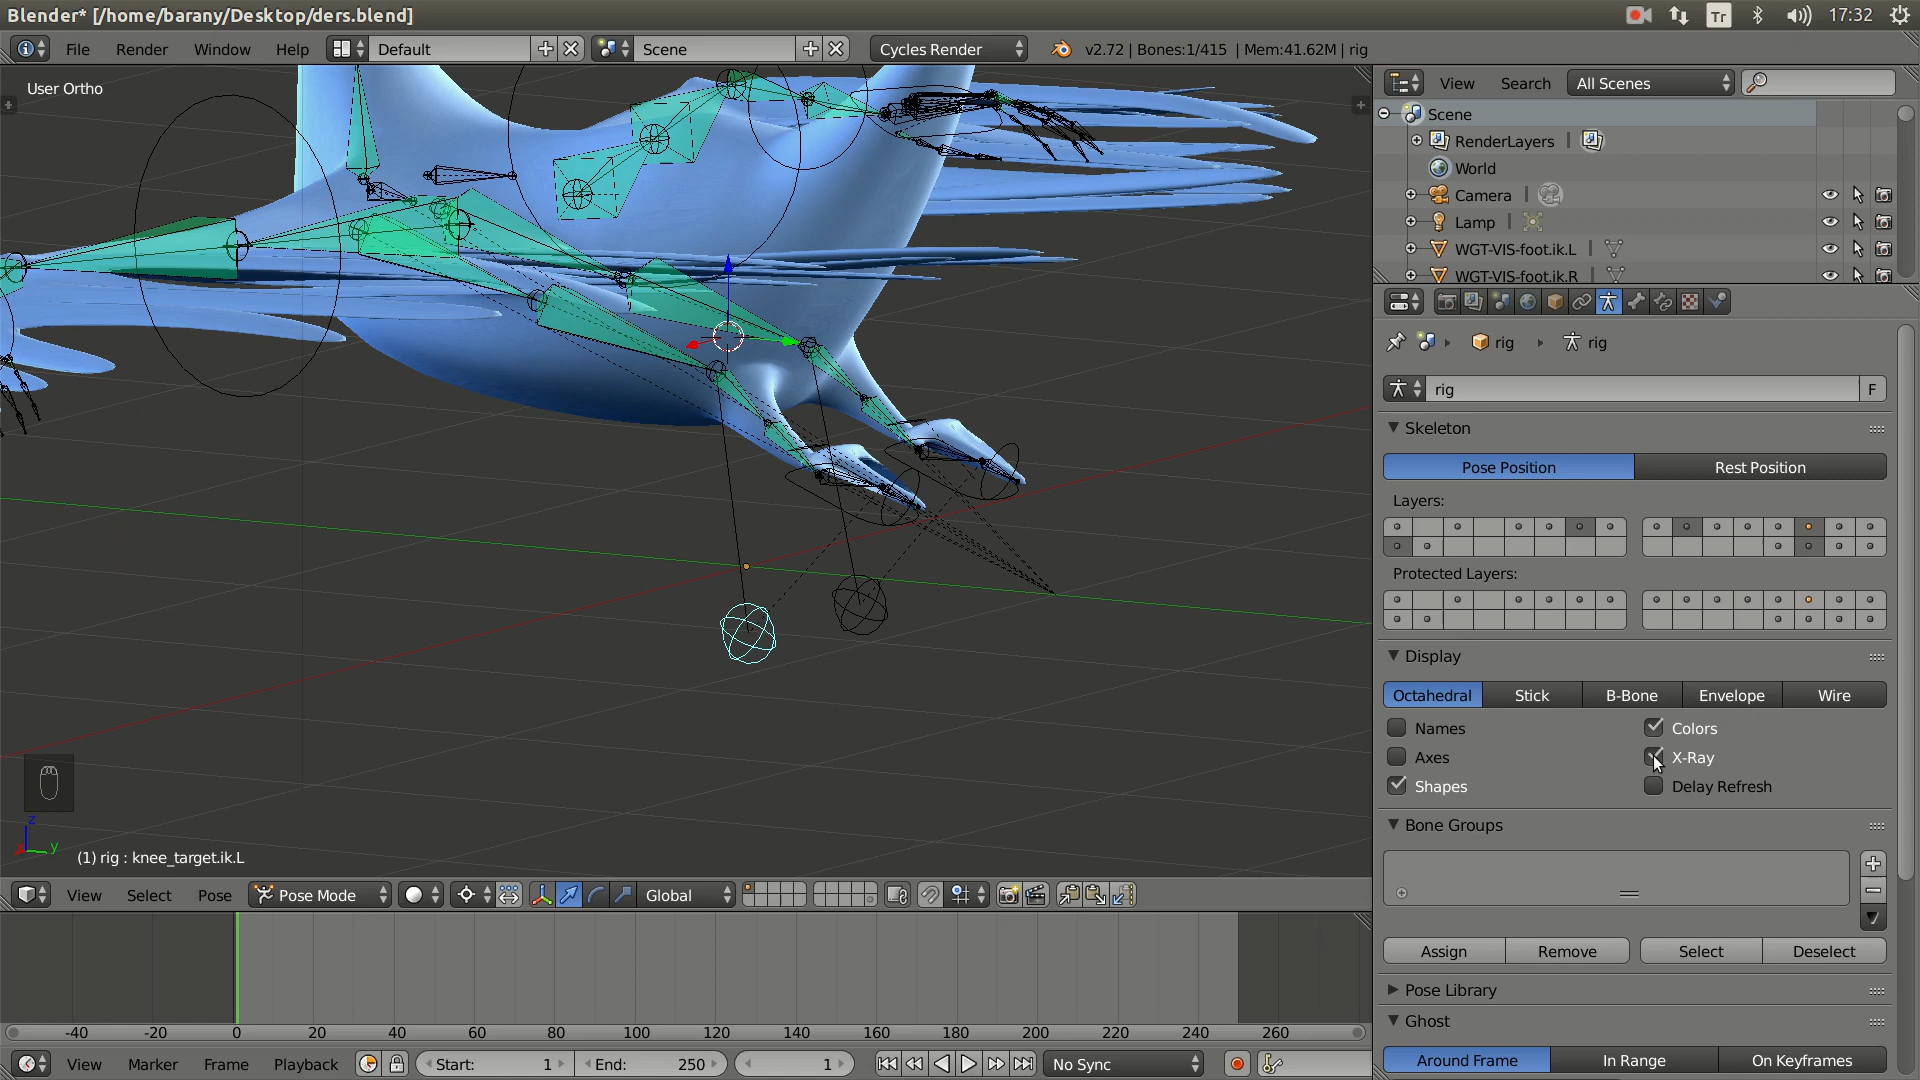 Blender* [/home/barany/Desktop/ders.blend]
Tr
17:32
File Render Window Help
Default
Scene
Cycles Render
v2.72 | Bones:1/415 | Mem:41.62M | rig
User Ortho
View Search All Scenes
Scene
RenderLayers
World
Camera
Lamp
WGT-VIS-foot.ik.L
WGT-VIS-foot.ik.R
rig
rig
rig
F
Skeleton
Pose Position
Rest Position
Layers:
Protected Layers:
Display
Octahedral Stick B-Bone Envelope Wire
Names
Colors
Axes
X-Ray
Shapes
Delay Refresh
Bone Groups
Assign Remove Select Deselect
Pose Library
Ghost
Around Frame In Range On Keyframes
z
x
y
(1) rig : knee_target.ik.L
View Select Pose Pose Mode Global
-40 -20 0 20 40 60 80 100 120 140 160 180 200 220 240 260
View Marker Frame Playback Start: 1 End: 250 1 No Sync